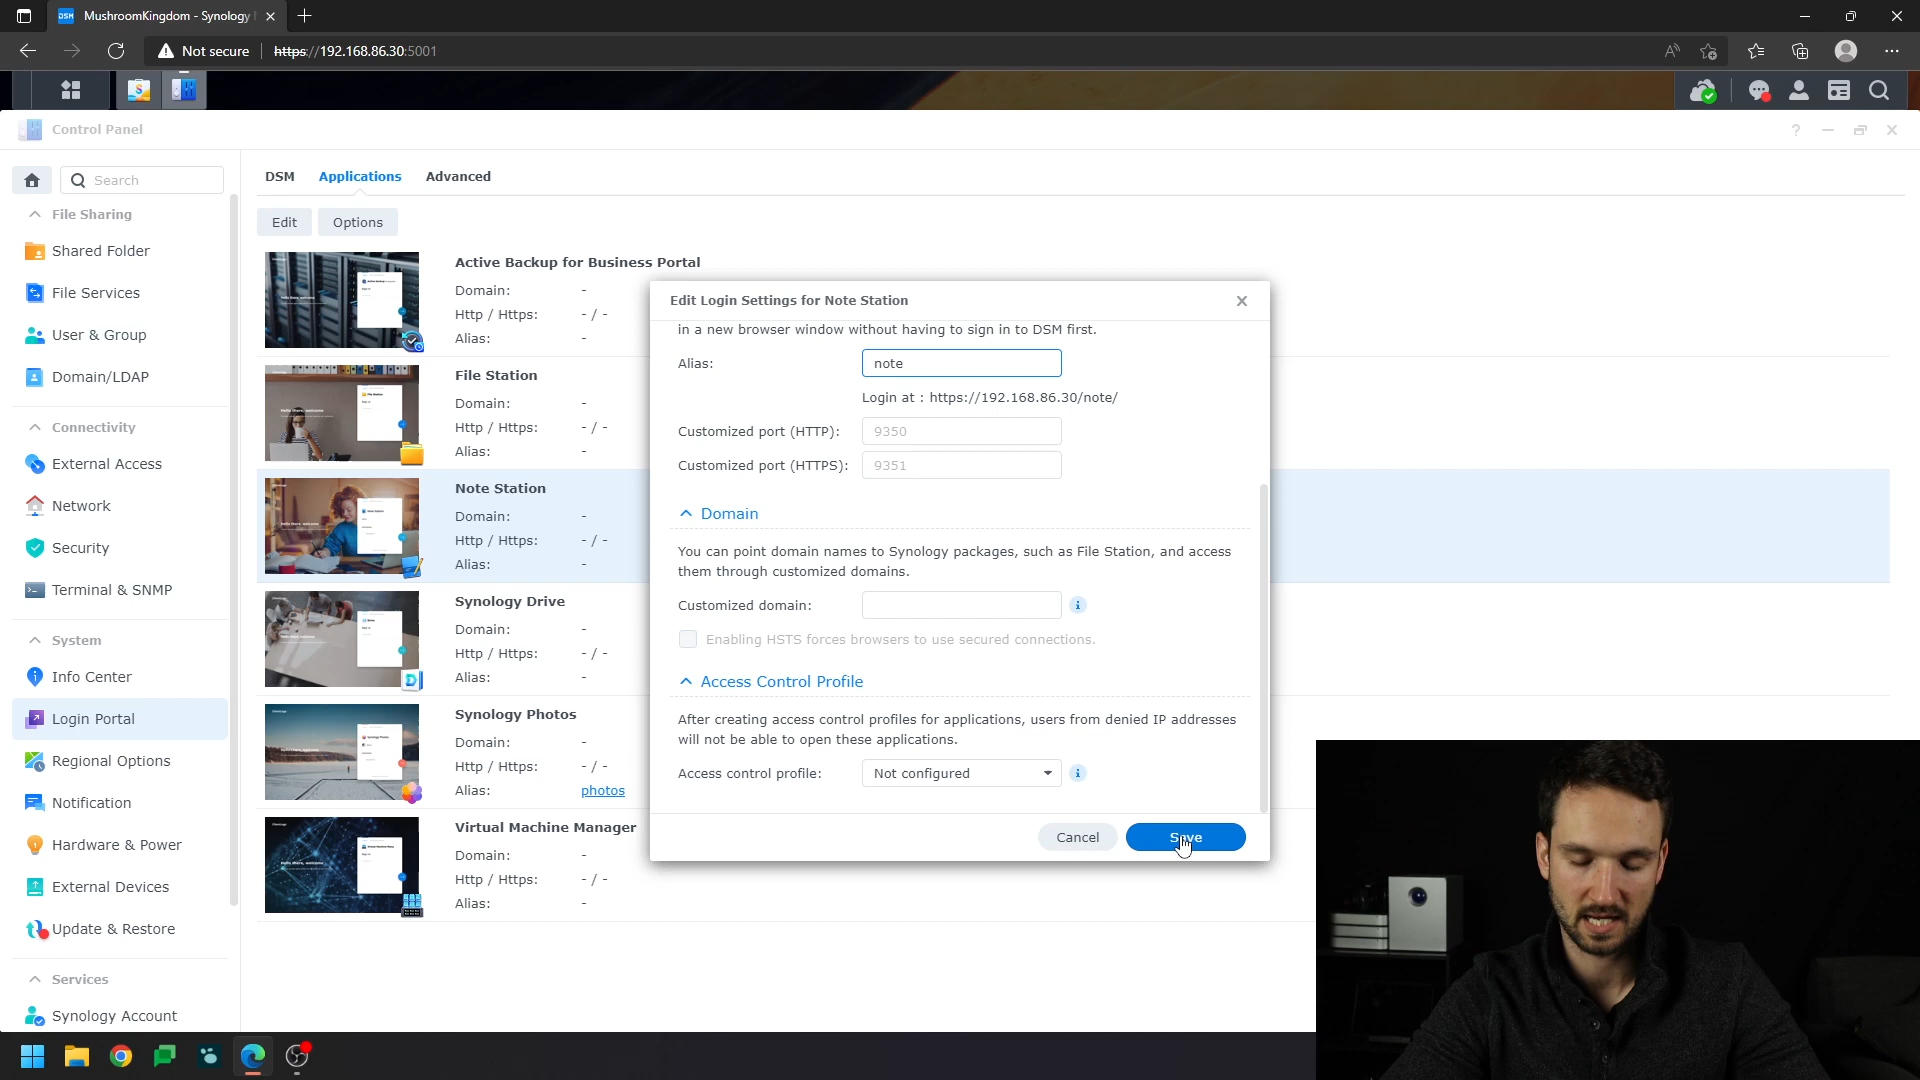 MushroomKingdom - Synology
Not secure
https://192.168.86.30:5001
Control Panel
Search
DSM
Applications
Advanced
Edit
Options
File Sharing
Shared Folder
File Services
User & Group
Domain/LDAP
Connectivity
External Access
Network
Security
Terminal & SNMP
System
Info Center
Login Portal
Regional Options
Notification
Hardware & Power
External Devices
Update & Restore
Services
Synology Account
Active Backup for Business Portal
Domain: -
Http / Https: - / -
Alias: -
File Station
Domain: -
Http / Https: - / -
Alias: -
Note Station
Domain: -
Http / Https: - / -
Alias: -
Synology Drive
Domain: -
Http / Https: - / -
Alias: -
Synology Photos
Domain: -
Http / Https: - / -
Alias: photos
Virtual Machine Manager
Domain: -
Http / Https: - / -
Alias: -
Edit Login Settings for Note Station
in a new browser window without having to sign in to DSM first.
Alias: note
Login at : https://192.168.86.30/note/
Customized port (HTTP): 9350
Customized port (HTTPS): 9351
Domain
You can point domain names to Synology packages, such as File Station, and access
them through customized domains.
Customized domain:
Enabling HSTS forces browsers to use secured connections.
Access Control Profile
After creating access control profiles for applications, users from denied IP addresses
will not be able to open these applications.
Access control profile: Not configured
Cancel
Save